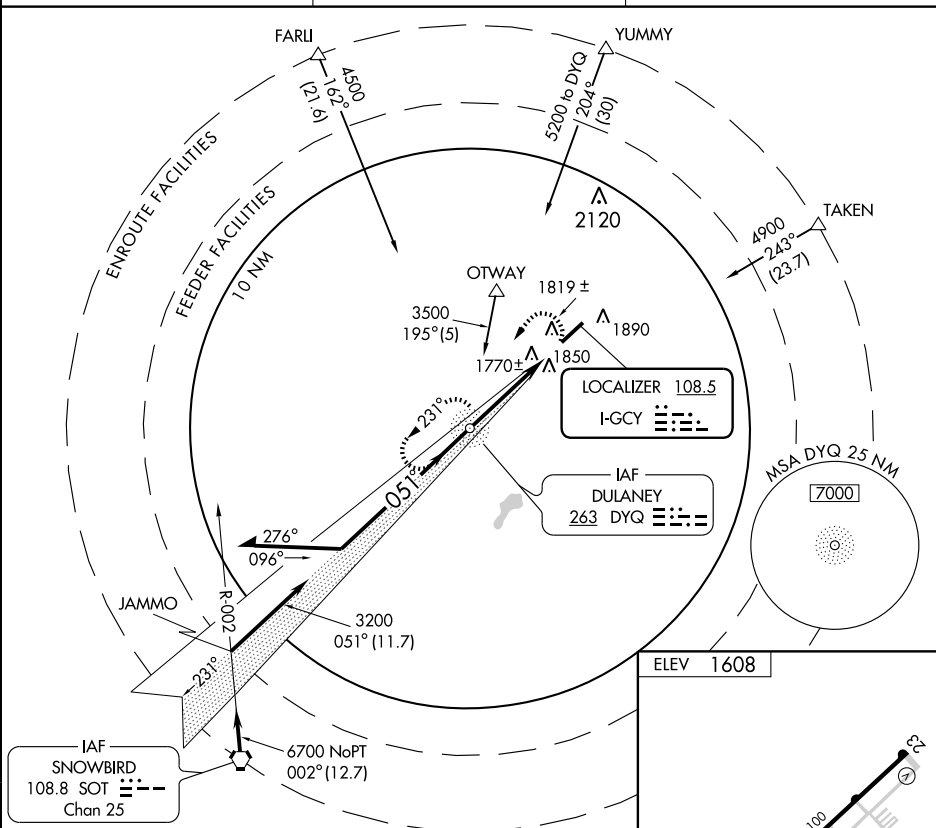 FARLI
YUMMY
4500
162°
(21.6)
5200 to DYQ
204°
(30)
ENROUTE FACILITIES
FEEDER FACILITIES
10 NM
2120
TAKEN
4900
243°
(23.7)
OTWAY
1819 ±
3500
195° (5)
1890
1770±
1850
LOCALIZER 108.5
I-GCY
231°
051°
IAF
DULANEY
263 DYQ
MSA DYQ 25 NM
7000
276°
096°
JAMMO
R-002
3200
051° (11.7)
231°
ELEV 1608
IAF
SNOWBIRD
108.8 SOT
Chan 25
6700 NoPT
002° (12.7)
23
A
100